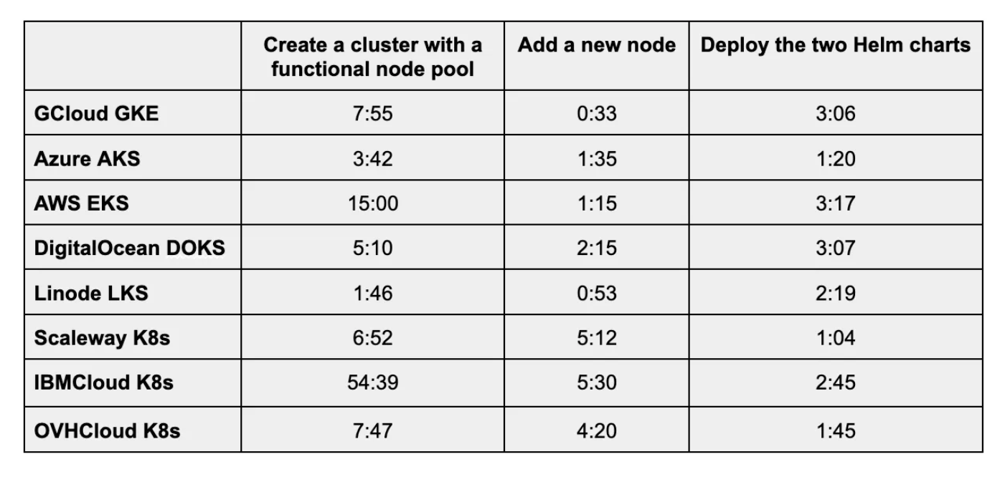 Create a cluster with a functional node pool Add a new node Deploy the two Helm charts
GCloud GKE 7:55 0:33 3:06
Azure AKS 3:42 1:35 1:20
AWS EKS 15:00 1:15 3:17
DigitalOcean DOKS 5:10 2:15 3:07
Linode LKS 1:46 0:53 2:19
Scaleway K8s 6:52 5:12 1:04
IBMCloud K8s 54:39 5:30 2:45
OVHCloud K8s 7:47 4:20 1:45